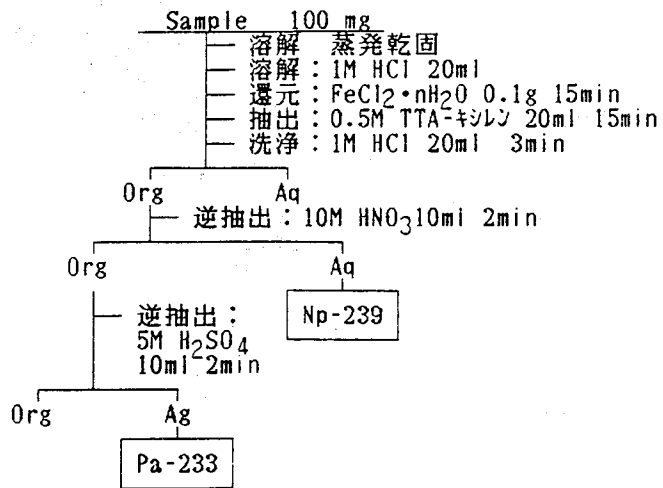 Sample 100 mg
溶解 蒸発乾固
溶解：1M HCl 20ml
還元：FeCl2・nH2O 0.1g 15min
抽出：0.5M TTA-キシレン 20ml 15min
洗浄：1M HCl 20ml 3min
Org Aq
逆抽出：10M HNO3 10ml 2min
Org Aq
Np-239
逆抽出：
5M H2SO4
10ml 2min
Org Ag
Pa-233